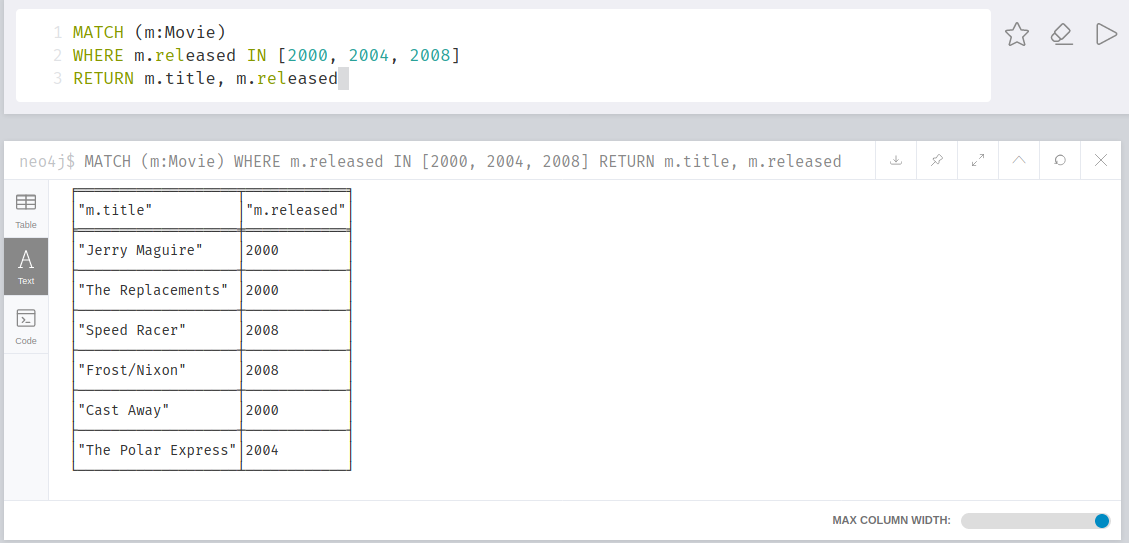 1 MATCH (m:Movie)
2 WHERE m.released IN [2000, 2004, 2008]
3 RETURN m.title, m.released
neo4j$ MATCH (m:Movie) WHERE m.released IN [2000, 2004, 2008] RETURN m.title, m.released
Table
A
Text
Code
"m.title" "m.released"
"Jerry Maguire" 2000
"The Replacements" 2000
"Speed Racer" 2008
"Frost/Nixon" 2008
"Cast Away" 2000
"The Polar Express" 2004
MAX COLUMN WIDTH: